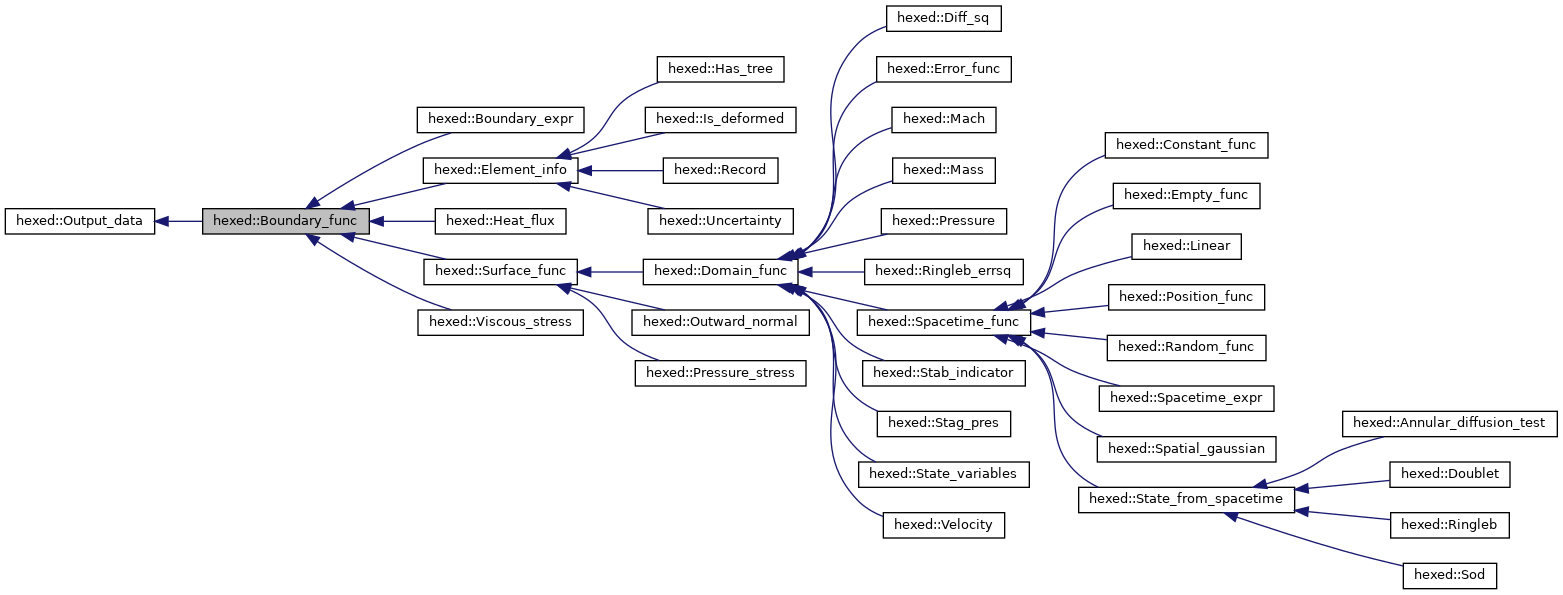 hexed::Output_data
hexed::Boundary_func
hexed::Boundary_expr
hexed::Element_info
hexed::Heat_flux
hexed::Surface_func
hexed::Viscous_stress
hexed::Has_tree
hexed::Is_deformed
hexed::Record
hexed::Uncertainty
hexed::Domain_func
hexed::Outward_normal
hexed::Pressure_stress
hexed::Diff_sq
hexed::Error_func
hexed::Mach
hexed::Mass
hexed::Pressure
hexed::Ringleb_errsq
hexed::Spacetime_func
hexed::Stab_indicator
hexed::Stag_pres
hexed::State_variables
hexed::Velocity
hexed::Constant_func
hexed::Empty_func
hexed::Linear
hexed::Position_func
hexed::Random_func
hexed::Spacetime_expr
hexed::Spatial_gaussian
hexed::State_from_spacetime
hexed::Annular_diffusion_test
hexed::Doublet
hexed::Ringleb
hexed::Sod